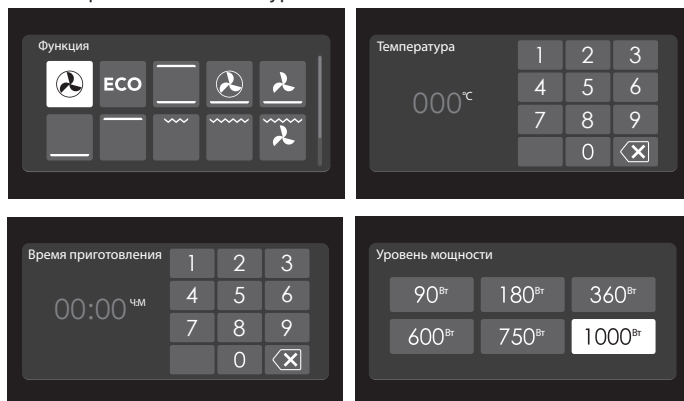 Функция
ECO
Температура
000°C
1 2 3
4 5 6
7 8 9
0
Время приготовления
00:00 ч:м
1 2 3
4 5 6
7 8 9
0
Уровень мощности
90Вт 180Вт 360Вт
600Вт 750Вт 1000Вт